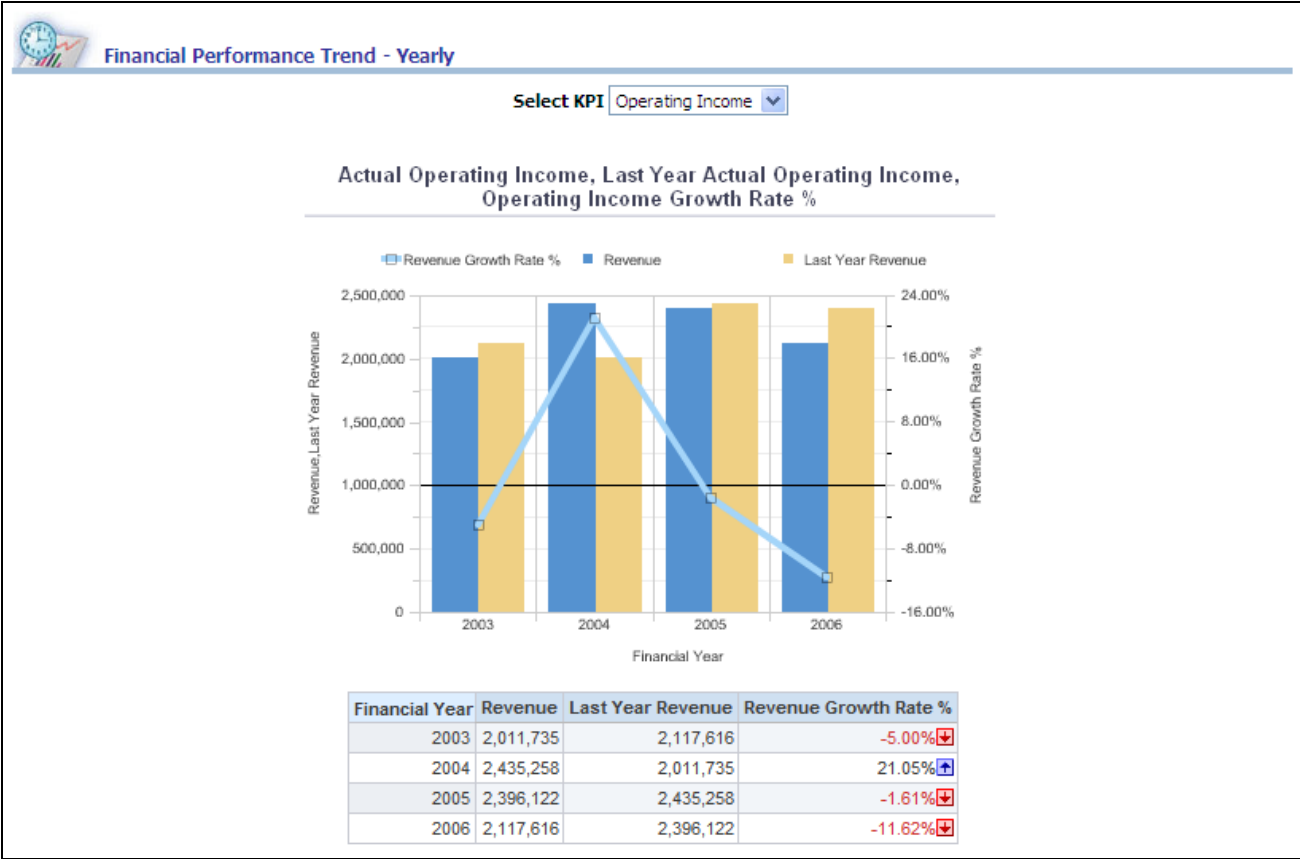 Financial Performance Trend - Yearly
Select KPI Operating Income
Actual Operating Income, Last Year Actual Operating Income,
Operating Income Growth Rate %
Revenue Growth Rate % Revenue Last Year Revenue
Revenue,Last Year Revenue
2,500,000
2,000,000
1,500,000
1,000,000
500,000
0
24.00%
16.00%
8.00%
0.00%
-8.00%
-16.00%
Revenue Growth Rate %
2003 2004 2005 2006
Financial Year
Financial Year Revenue Last Year Revenue Revenue Growth Rate %
2003 2,011,735 2,117,616 -5.00%
2004 2,435,258 2,011,735 21.05%
2005 2,396,122 2,435,258 -1.61%
2006 2,117,616 2,396,122 -11.62%